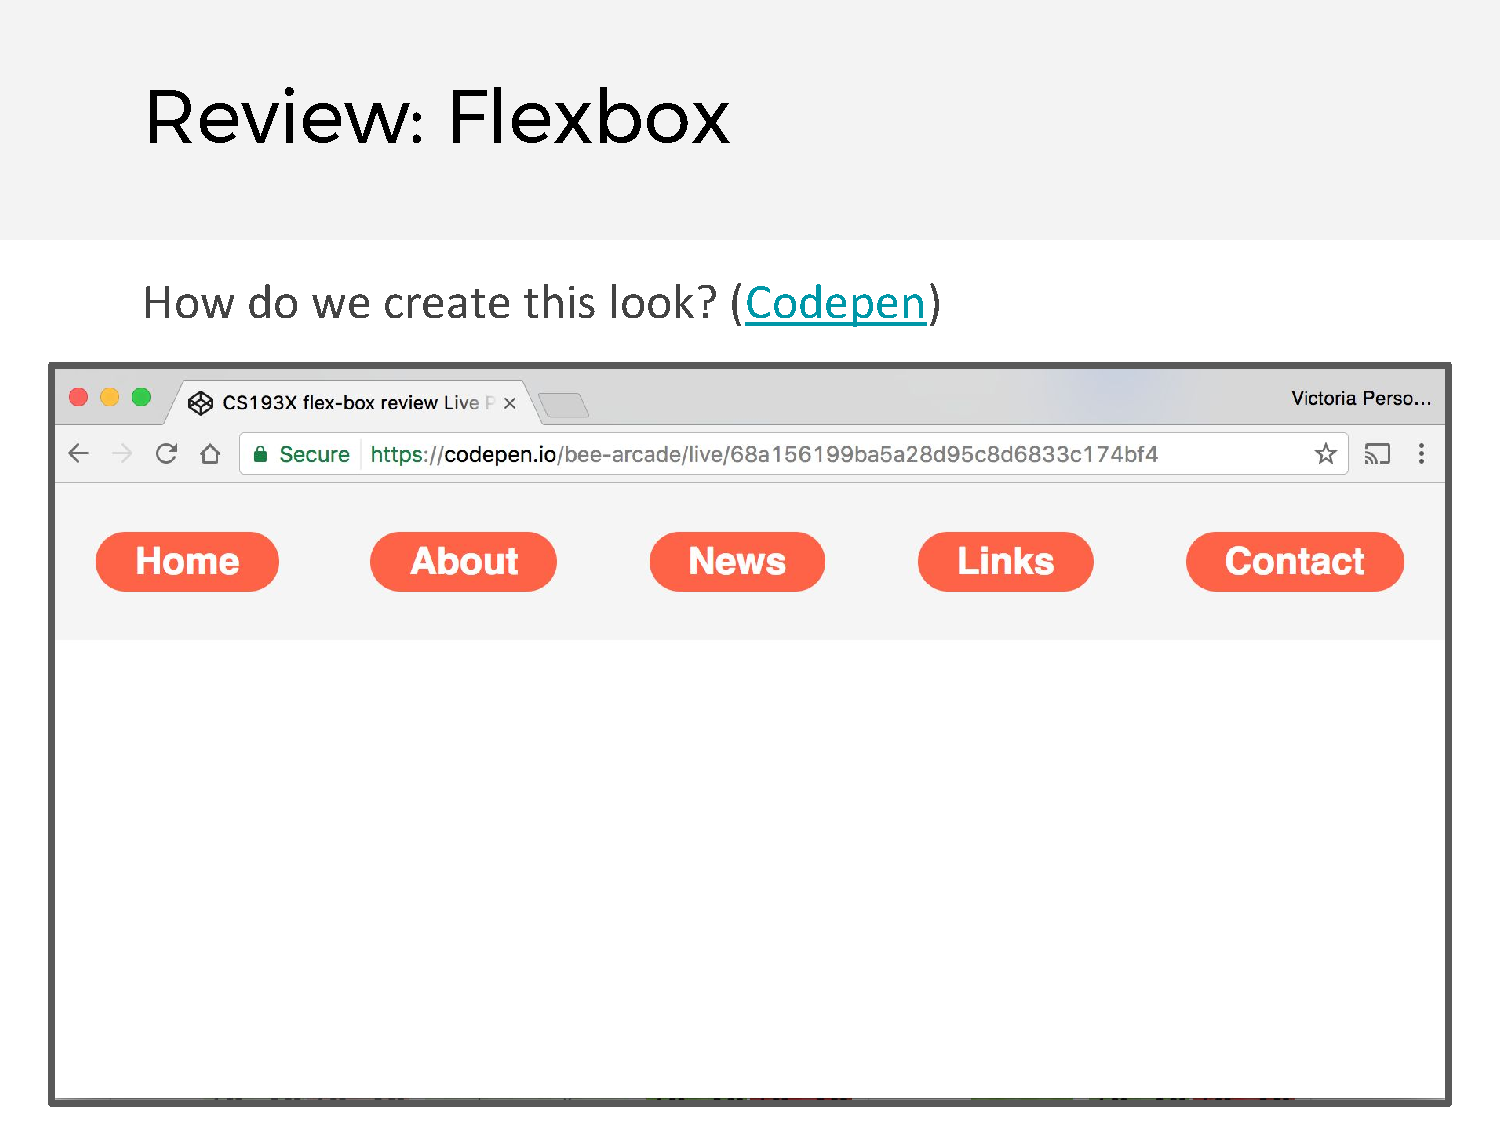 Review: Flexbox
How do we create this look? (Codepen)
CS193X flex-box review Live P
Victoria Perso...
Secure https://codepen.io/bee-arcade/live/68a156199ba5a28d95c8d6833c174bf4
Home About News Links Contact